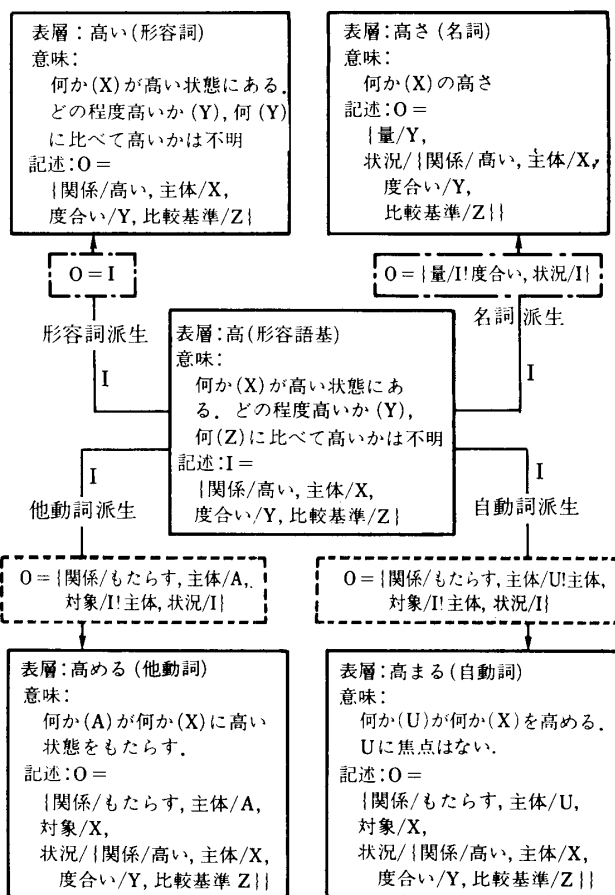 表層：高い(形容詞)
意味：
何か(X)が高い状態にある．
どの程度高いか(Y)，何(Y)
に比べて高いかは不明
記述：O＝
{関係/高い，主体/X，
度合い/Y，比較基準/Z}
表層：高さ(名詞)
意味：
何か(X)の高さ
記述：O＝
{量/Y，
状況/{関係/高い，主体/X，
度合い/Y，
比較基準/Z}}
O＝I
形容詞派生
I
O＝{量/I!度合い，状況/I}
名詞派生
I
表層：高(形容語基)
意味：
何か(X)が高い状態にあ
る．どの程度高いか(Y)，
何(Z)に比べて高いかは不明
記述：I＝
{関係/高い，主体/X，
度合い/Y，比較基準/Z}
I
他動詞派生
O＝{関係/もたらす，主体/A，
対象/I!主体，状況/I}
I
自動詞派生
O＝{関係/もたらす，主体/U!主体，
対象/I!主体，状況/I}
表層：高める(他動詞)
意味：
何か(A)が何か(X)に高い
状態をもたらす．
記述：O＝
{関係/もたらす，主体/A，
対象/X，
状況/{関係/高い，主体/X，
度合い/Y，比較基準 Z}}
表層：高まる(自動詞)
意味：
何か(U)が何か(X)を高める．
Uに焦点はない．
記述：O＝
{関係/もたらす，主体/U，
対象/X，
状況/{関係/高い，主体/X，
度合い/Y，比較基準/Z}}